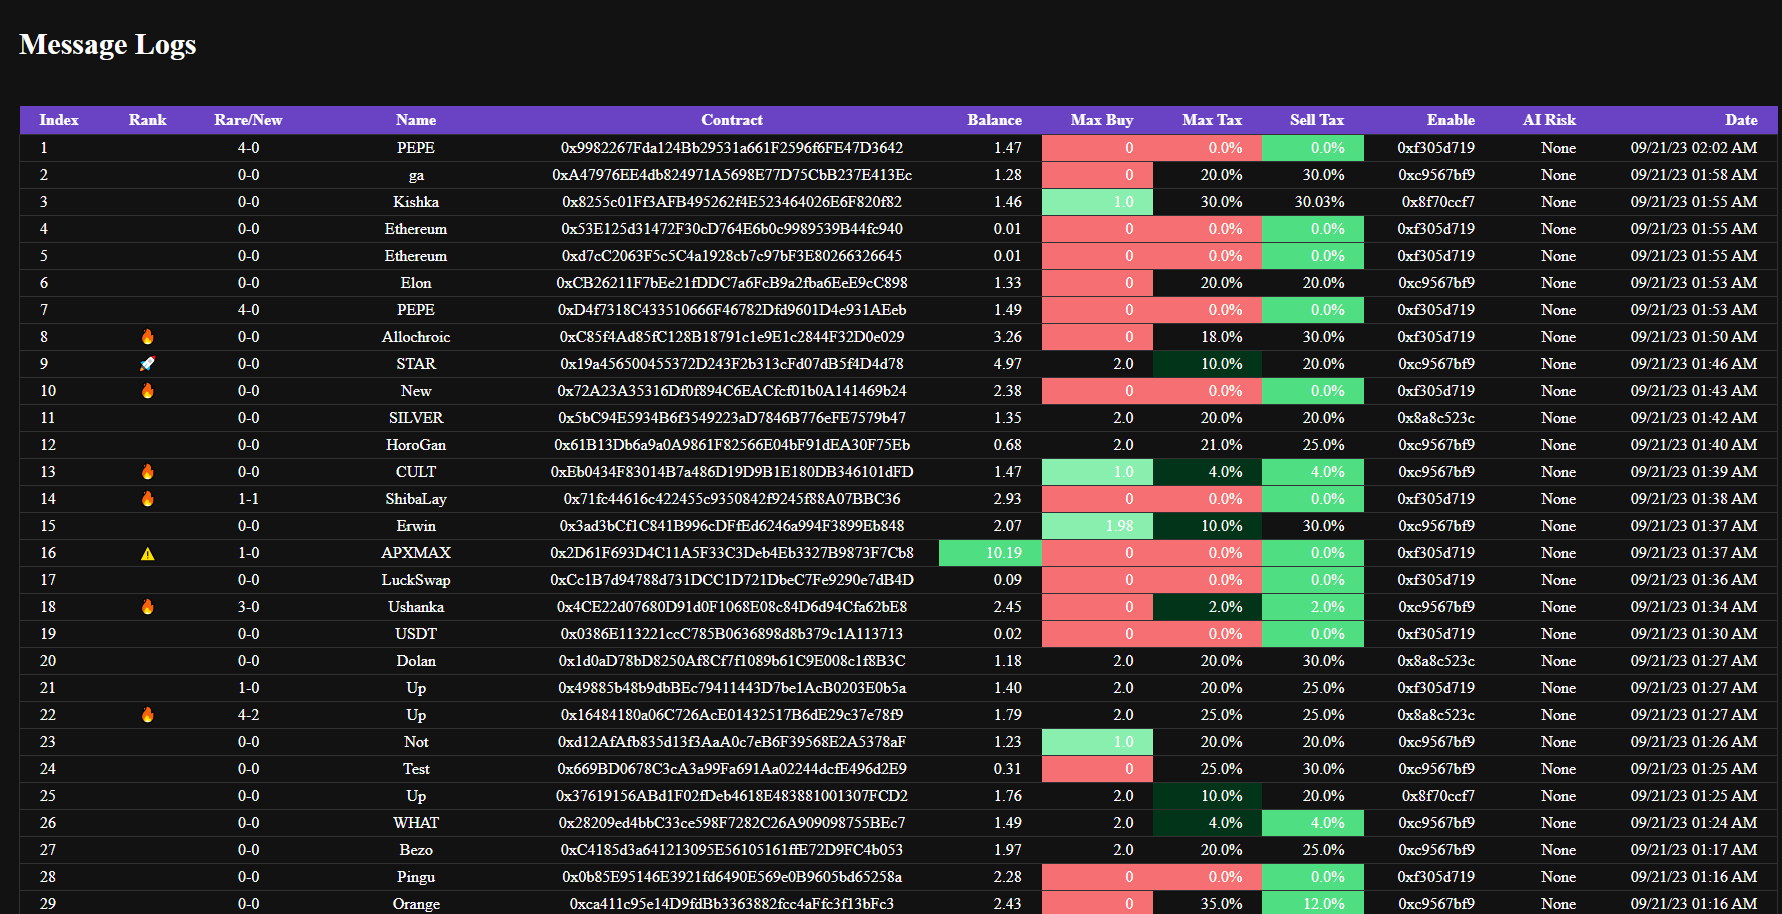 Message Logs
Index Rank Rare/New Name Contract Balance Max Buy Max Tax Sell Tax Enable AI Risk Date
1 4-0 PEPE 0x9982267Fda124Bb29531a661F2596f6FE47D3642 1.47 0 0.0% 0.0% 0xf305d719 None 09/21/23 02:02 AM
2 0-0 ga 0xA47976EE4db824971A5698E77D75CbB237E413Ec 1.28 0 20.0% 30.0% 0xc9567bf9 None 09/21/23 01:58 AM
3 0-0 Kishka 0x8255c01Ff3AFB495262f4E523464026E6F820f82 1.46 1.0 30.0% 30.03% 0x8f70ccf7 None 09/21/23 01:55 AM
4 0-0 Ethereum 0x53E125d31472F30cD764E6b0c9989539B44fc940 0.01 0 0.0% 0.0% 0xf305d719 None 09/21/23 01:55 AM
5 0-0 Ethereum 0xd7cC2063F5c5C4a1928cb7c97bF3E80266326645 0.01 0 0.0% 0.0% 0xf305d719 None 09/21/23 01:55 AM
6 0-0 Elon 0xCB26211F7bEe21fDDC7a6FcB9a2fba6EeE9cC898 1.33 0 20.0% 20.0% 0xc9567bf9 None 09/21/23 01:53 AM
7 4-0 PEPE 0xD4f7318C433510666F46782Dfd9601D4e931AEeb 1.49 0 0.0% 0.0% 0xf305d719 None 09/21/23 01:53 AM
8 🔥 0-0 Allochroic 0xC85f4Ad85fC128B18791c1e9E1c2844F32D0e029 3.26 0 18.0% 30.0% 0xf305d719 None 09/21/23 01:50 AM
9 🚀 0-0 STAR 0x19a456500455372D243F2b313cFd07dB5f4D4d78 4.97 2.0 10.0% 20.0% 0xc9567bf9 None 09/21/23 01:46 AM
10 🔥 0-0 New 0x72A23A35316Df0f894C6EACfcf01b0A141469b24 2.38 0 0.0% 0.0% 0xf305d719 None 09/21/23 01:43 AM
11 0-0 SILVER 0x5bC94E5934B6f3549223aD7846B776eFE7579b47 1.35 2.0 20.0% 20.0% 0x8a8c523c None 09/21/23 01:42 AM
12 0-0 HoroGan 0x61B13Db6a9a0A9861F82566E04bF91dEA30F75Eb 0.68 2.0 21.0% 25.0% 0xc9567bf9 None 09/21/23 01:40 AM
13 🔥 0-0 CULT 0xEb0434F83014B7a486D19D9B1E180DB346101dFD 1.47 1.0 4.0% 4.0% 0xc9567bf9 None 09/21/23 01:39 AM
14 🔥 1-1 ShibaLay 0x71fc44616c422455c9350842f9245f88A07BBC36 2.93 0 0.0% 0.0% 0xf305d719 None 09/21/23 01:38 AM
15 0-0 Erwin 0x3ad3bCf1C841B996cDFfEd6246a994F3899Eb848 2.07 1.98 10.0% 30.0% 0xc9567bf9 None 09/21/23 01:37 AM
16 ⚠️ 1-0 APXMAX 0x2D61F693D4C11A5F33C3Deb4Eb3327B9873F7Cb8 10.19 0 0.0% 0.0% 0xf305d719 None 09/21/23 01:37 AM
17 0-0 LuckSwap 0xCc1B7d94788d731DCC1D721DbeC7Fe9290e7dB4D 0.09 0 0.0% 0.0% 0xf305d719 None 09/21/23 01:36 AM
18 🔥 3-0 Ushanka 0x4CE22d07680D91d0F1068E08c84D6d94Cfa62bE8 2.45 0 2.0% 2.0% 0xc9567bf9 None 09/21/23 01:34 AM
19 0-0 USDT 0x0386E113221ccC785B0636898d8b379c1A113713 0.02 0 0.0% 0.0% 0xf305d719 None 09/21/23 01:30 AM
20 0-0 Dolan 0x1d0aD78bD8250Af8Cf7f1089b61C9E008c1f8B3C 1.18 2.0 20.0% 30.0% 0x8a8c523c None 09/21/23 01:27 AM
21 1-0 Up 0x49885b48b9dbBEc79411443D7be1AcB0203E0b5a 1.40 2.0 20.0% 25.0% 0xf305d719 None 09/21/23 01:27 AM
22 🔥 4-2 Up 0x16484180a06C726AcE01432517B6dE29c37e78f9 1.79 2.0 25.0% 25.0% 0x8a8c523c None 09/21/23 01:27 AM
23 0-0 Not 0xd12AfAfb835d13f3AaA0c7eB6F39568E2A5378aF 1.23 1.0 20.0% 20.0% 0xc9567bf9 None 09/21/23 01:26 AM
24 0-0 Test 0x669BD0678C3cA3a99Fa691Aa02244dcfE496d2E9 0.31 0 25.0% 30.0% 0xc9567bf9 None 09/21/23 01:25 AM
25 0-0 Up 0x37619156ABd1F02fDeb4618E483881001307FCD2 1.76 2.0 10.0% 20.0% 0x8f70ccf7 None 09/21/23 01:25 AM
26 0-0 WHAT 0x28209ed4bbC33ce598F7282C26A909098755BEc7 1.49 2.0 4.0% 4.0% 0xc9567bf9 None 09/21/23 01:24 AM
27 0-0 Bezo 0xC4185d3a641213095E56105161ffE72D9FC4b053 1.97 2.0 20.0% 25.0% 0xc9567bf9 None 09/21/23 01:17 AM
28 0-0 Pingu 0x0b85E95146E3921fd6490E569e0B9605bd65258a 2.28 0 0.0% 0.0% 0xf305d719 None 09/21/23 01:16 AM
29 0-0 Orange 0xca411c95e14D9fdBb3363882fcc4aFfc3f13bFc3 2.43 0 35.0% 12.0% 0xc9567bf9 None 09/21/23 01:16 AM